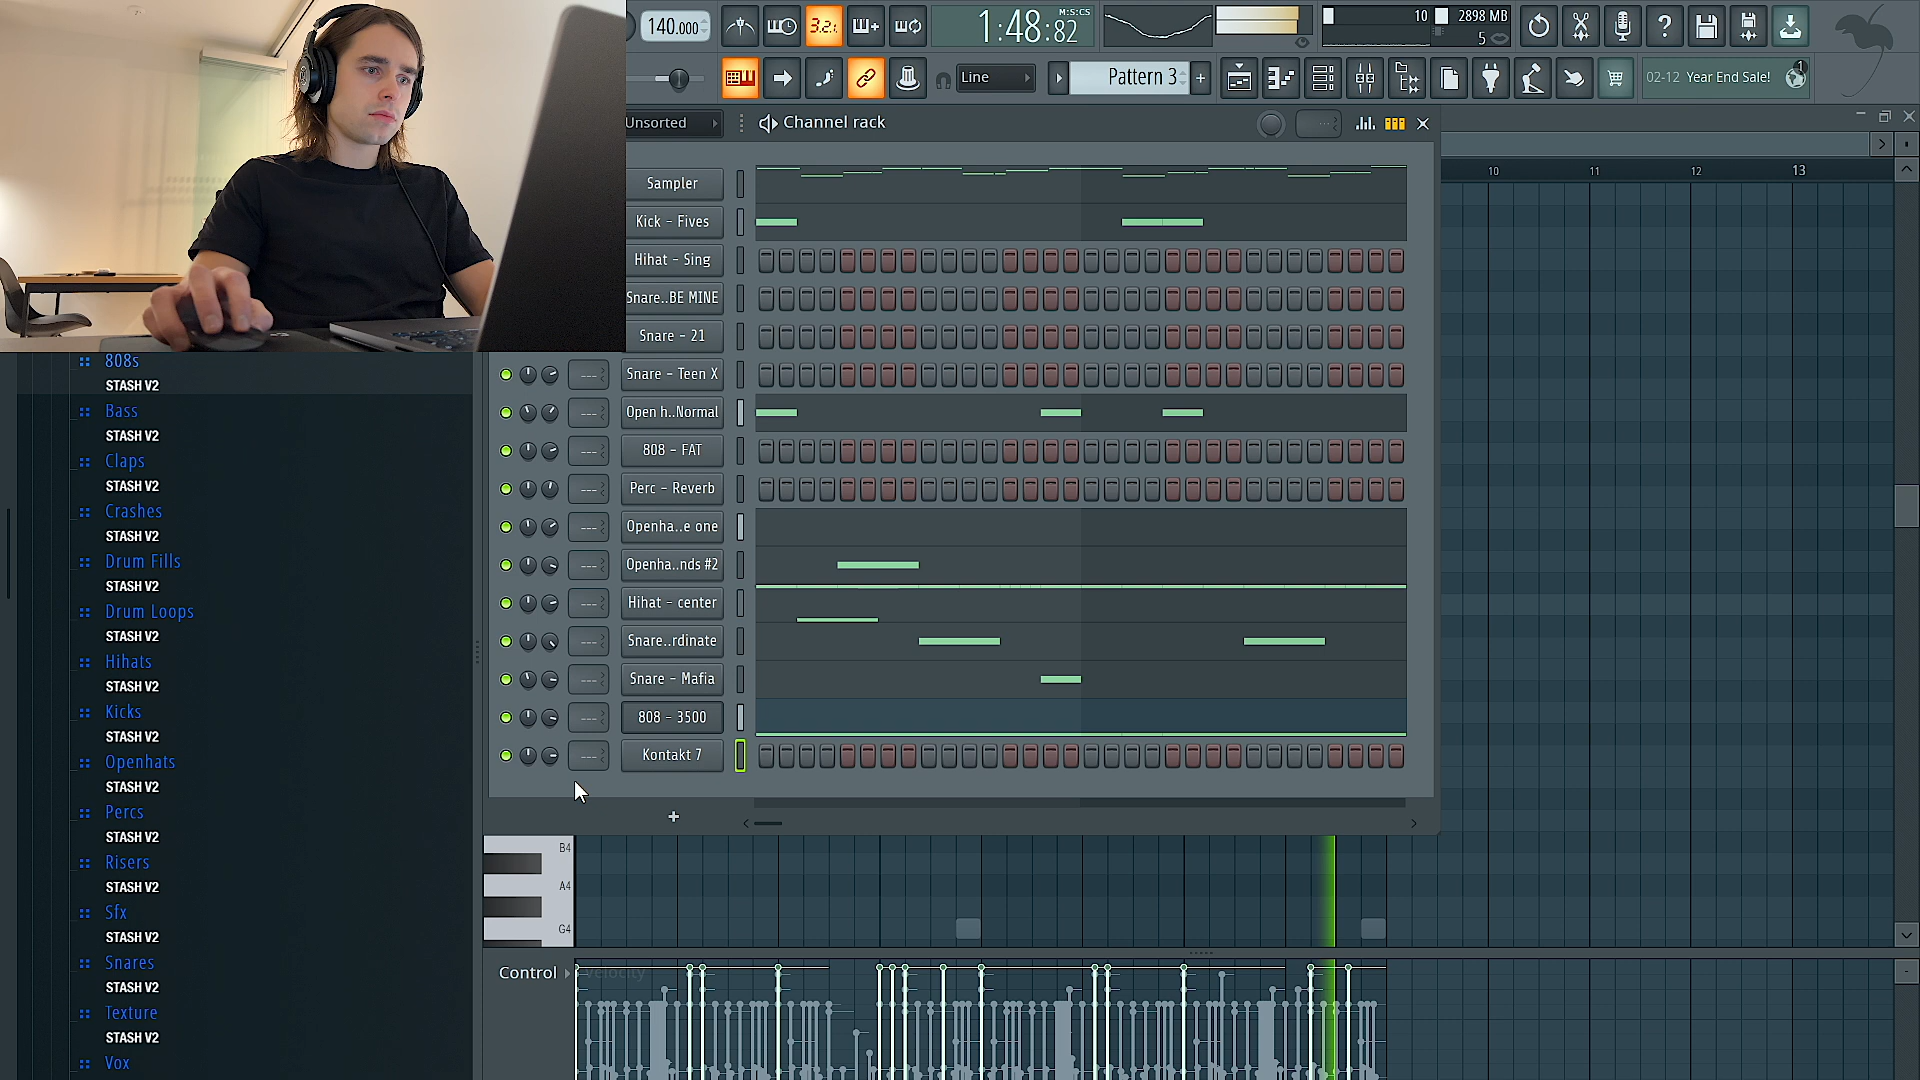 140.000
3.2.
1:48:82
M:S:CS
10
2898 MB
5
Line
Pattern 3
+
02-12 Year End Sale!
1
Unsorted
Channel rack
Sampler
Kick - Fives
Hihat - Sing
Snare..BE MINE
Snare - 21
Snare - Teen X
Open h..Normal
808 - FAT
Perc - Reverb
Openha..e one
Openha..nds #2
Hihat - center
Snare..rdinate
Snare - Mafia
808 - 3500
Kontakt 7
+
10
11
12
13
808s
STASH V2
Bass
STASH V2
Claps
STASH V2
Crashes
STASH V2
Drum Fills
STASH V2
Drum Loops
STASH V2
Hihats
STASH V2
Kicks
STASH V2
Openhats
STASH V2
Percs
STASH V2
Risers
STASH V2
Sfx
STASH V2
Snares
STASH V2
Texture
STASH V2
Vox
B4
A4
G4
Control
Velocity